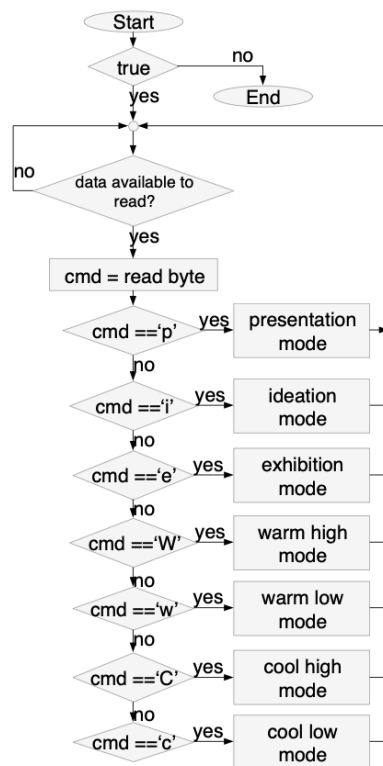 Start
true
no
yes
End
no
data available to
read?
yes
cmd = read byte
cmd ==‘p’
yes
presentation
mode
no
cmd ==‘i’
yes
ideation
mode
no
cmd ==‘e’
yes
exhibition
mode
no
cmd ==‘W’
yes
warm high
mode
no
cmd ==‘w’
yes
warm low
mode
no
cmd ==‘C’
yes
cool high
mode
no
cmd ==‘c’
yes
cool low
mode